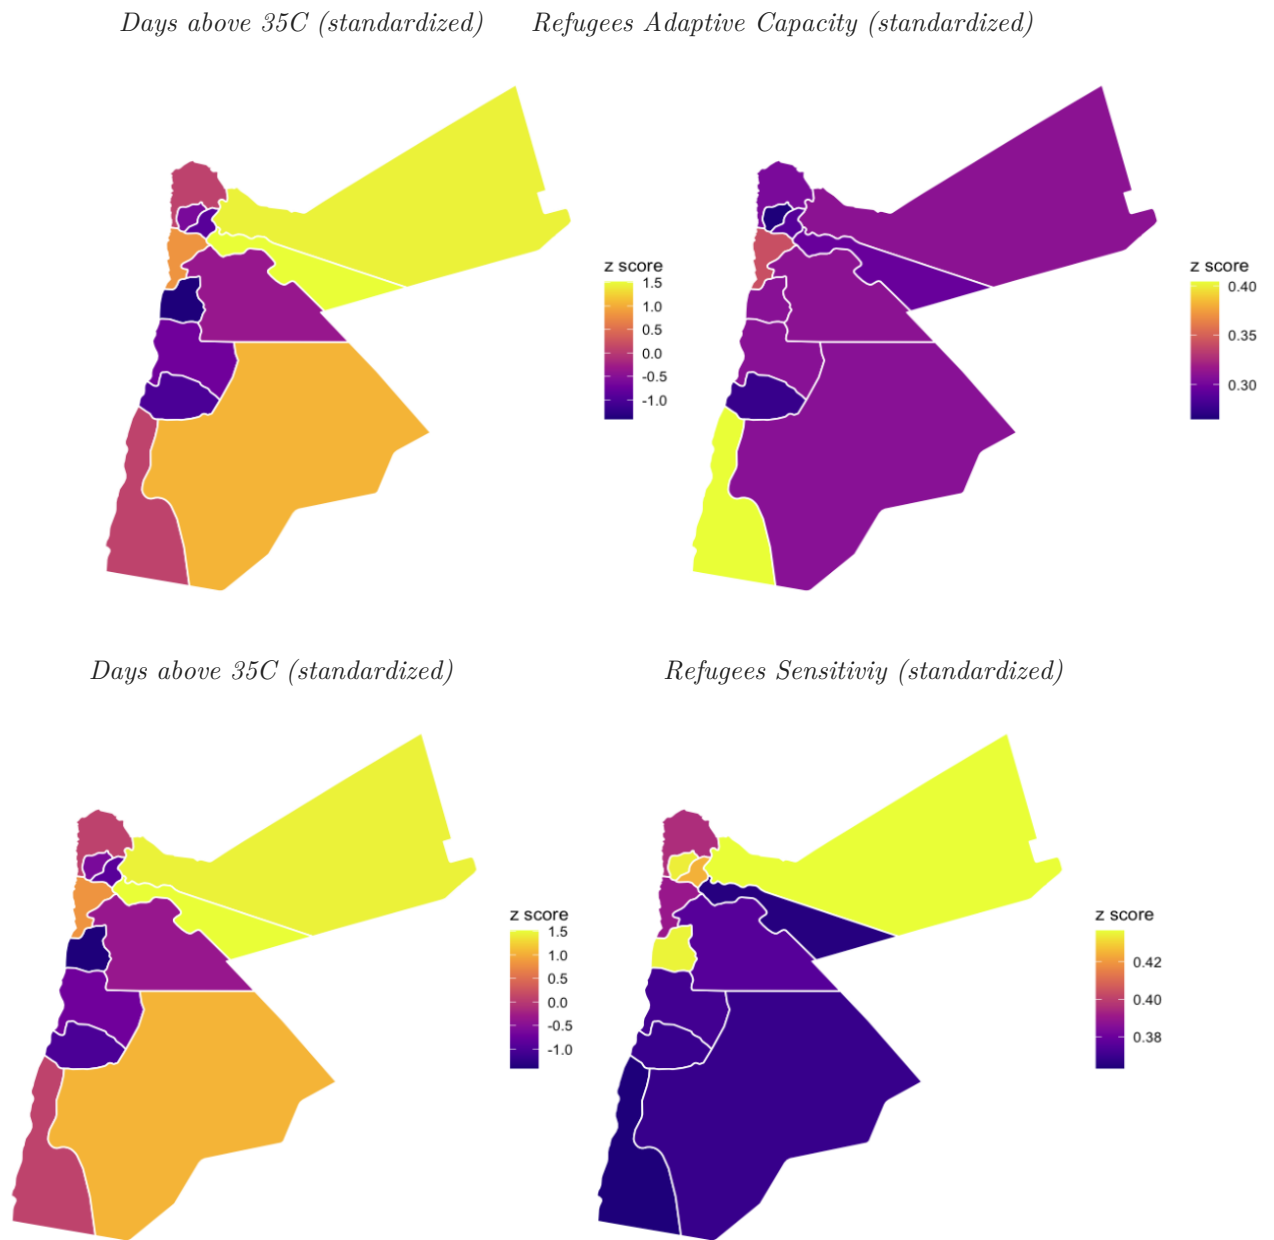 Days above 35C (standardized)
Refugees Adaptive Capacity (standardized)
z score
1.5
1.0
0.5
0.0
-0.5
-1.0
z score
0.40
0.35
0.30
Days above 35C (standardized)
Refugees Sensitiviy (standardized)
z score
1.5
1.0
0.5
0.0
-0.5
-1.0
z score
0.42
0.40
0.38